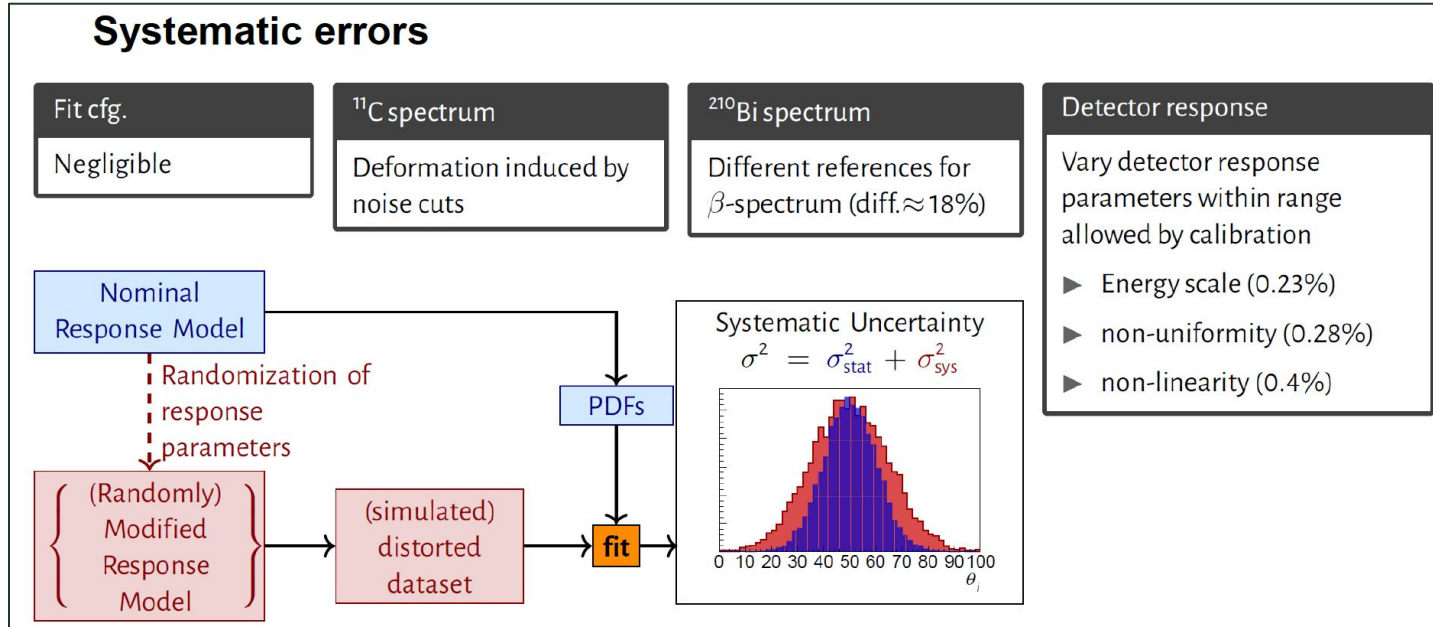 Systematic errors
Fit cfg.
Negligible
¹¹C spectrum
Deformation induced by
noise cuts
²¹⁰Bi spectrum
Different references for
β-spectrum (diff.≈18%)
Detector response
Vary detector response
parameters within range
allowed by calibration
► Energy scale (0.23%)
► non-uniformity (0.28%)
► non-linearity (0.4%)
Nominal
Response Model
Randomization of
response
parameters
(Randomly)
Modified
Response
Model
(simulated)
distorted
dataset
PDFs
fit
Systematic Uncertainty
σ² = σ²stat + σ²sys
0 10 20 30 40 50 60 70 80 90 100
θj